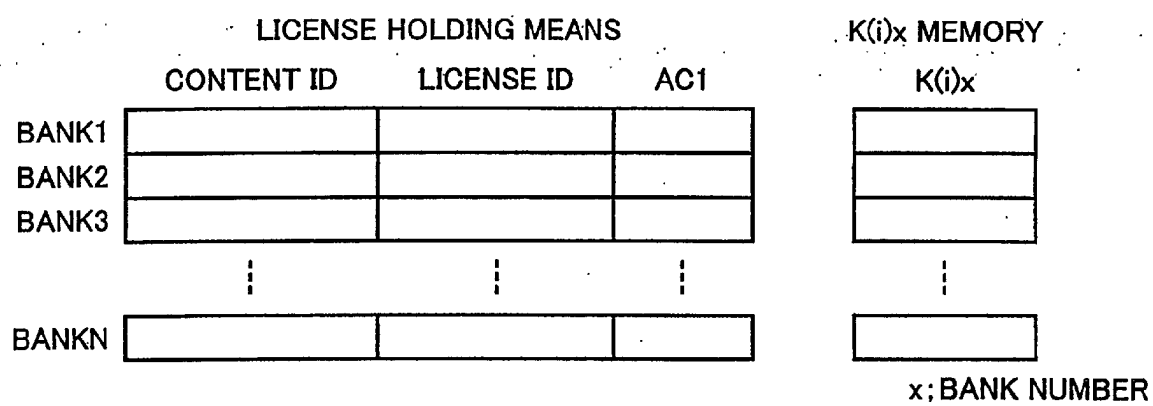 LICENSE HOLDING MEANS K(i)x MEMORY
CONTENT ID LICENSE ID AC1 K(i)x
BANK1
BANK2
BANK3
BANKN
x;BANK NUMBER